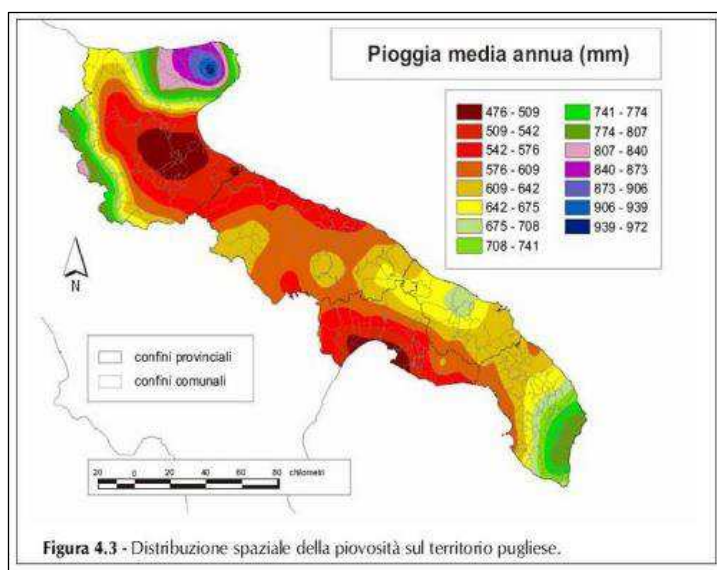 Pioggia media annua (mm)
476 - 509
509 - 542
542 - 576
576 - 609
609 - 642
642 - 675
675 - 708
708 - 741
741 - 774
774 - 807
807 - 840
840 - 873
873 - 906
906 - 939
939 - 972
N
confini provinciali
confini comunali
20 0 20 40 60 80 chilometri
Figura 4.3 - Distribuzione spaziale della piovosità sul territorio pugliese.